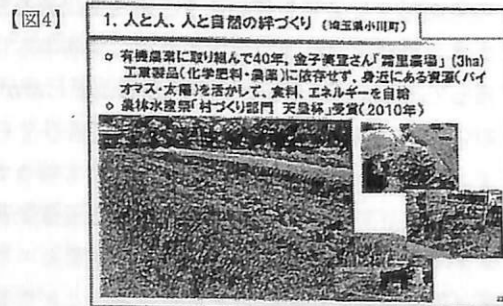 【図4】
1. 人と人、人と自然の絆づくり（埼玉県小川町）
○ 有機農業に取り組んで40年、金子美登さん「霜里農場」(3ha)
工業製品(化学肥料・農薬)に依存せず、身近にある資源(バイ
オマス・太陽)を活かして、食料、エネルギーを自給
○ 農林水産祭「村づくり部門 天皇杯」受賞(2010年)